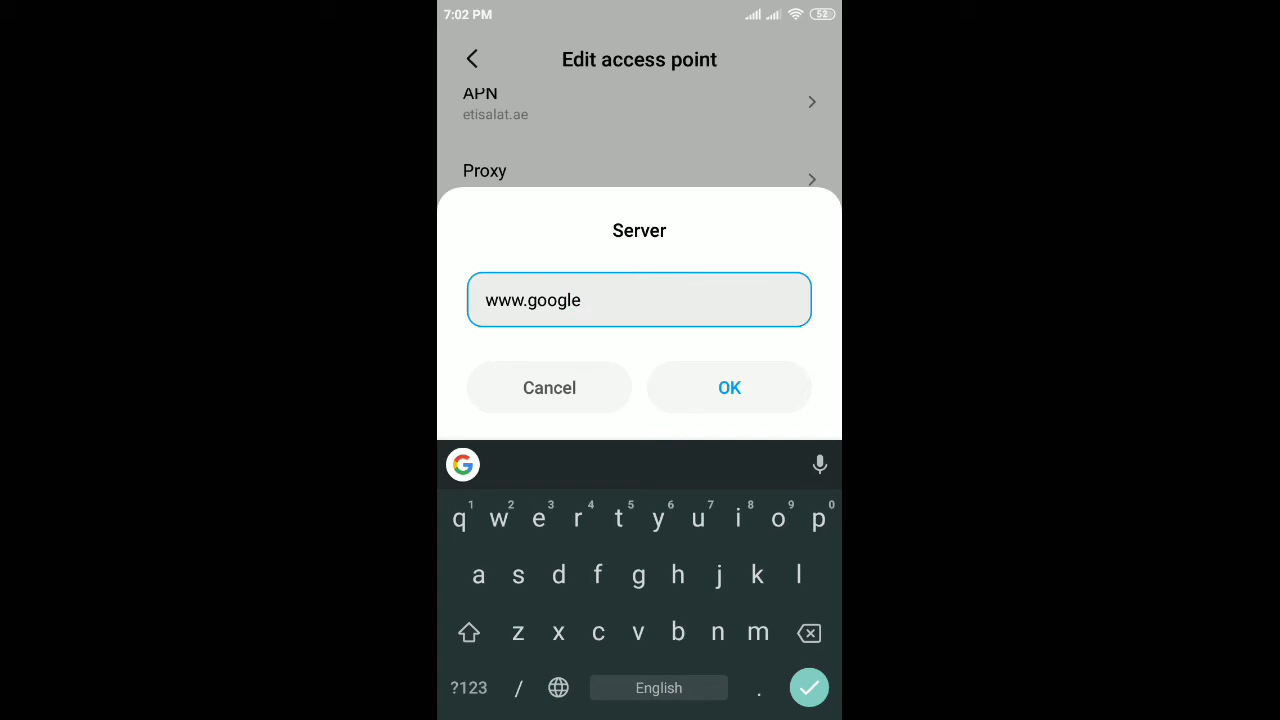 7:02 PM
52
Edit access point
APN
etisalat.ae
Proxy
Server
www.google
Cancel
OK
G
1 2 3 4 5 6 7 8 9 0
q w e r t y u i o p
a s d f g h j k l
z x c v b n m
?123 / English .